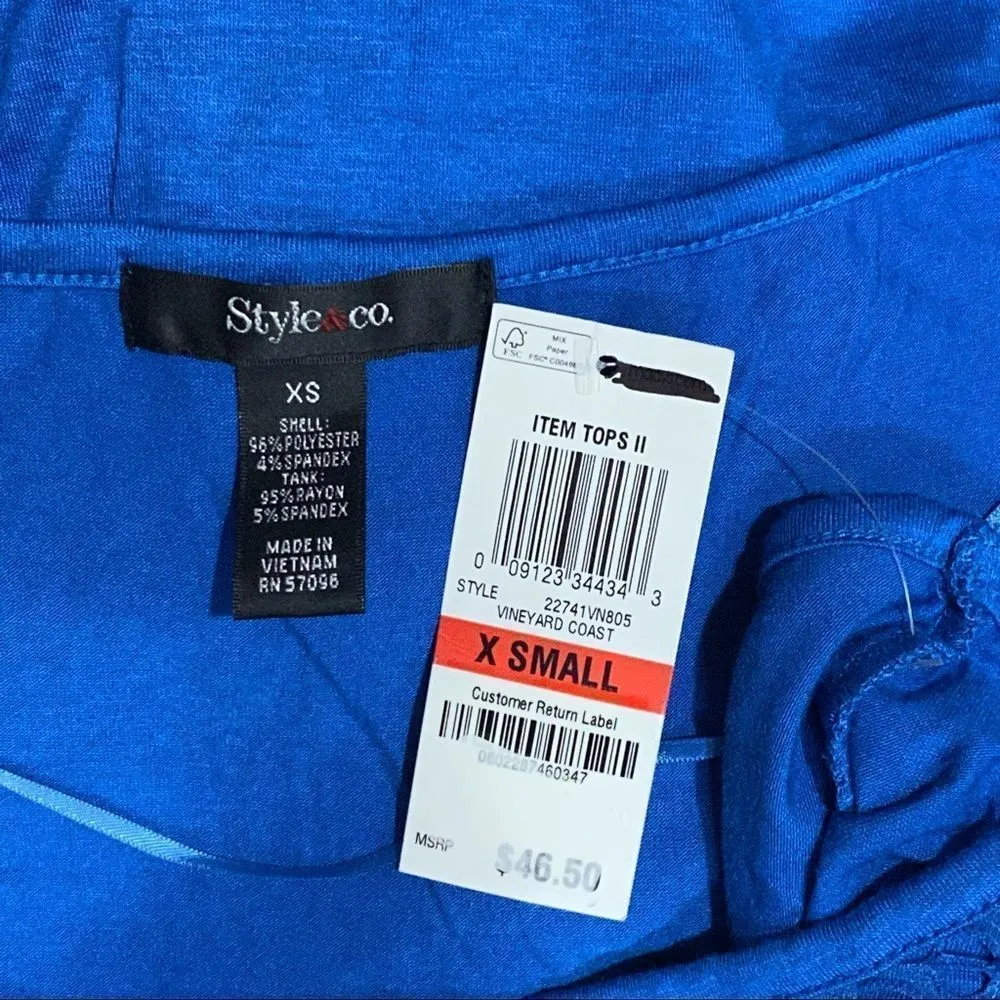 Style&co.
XS
SHELL:
96% POLYESTER
4% SPANDEX
TANK:
95% RAYON
5% SPANDEX
MADE IN
VIETNAM
RN 57096
MIX
Paper
FSC
FSC®
ITEM TOPS II
0 09123 34434 3
STYLE 22741VN805
VINEYARD COAST
X SMALL
Customer Return Label
0802287460347
MSRP $46.50